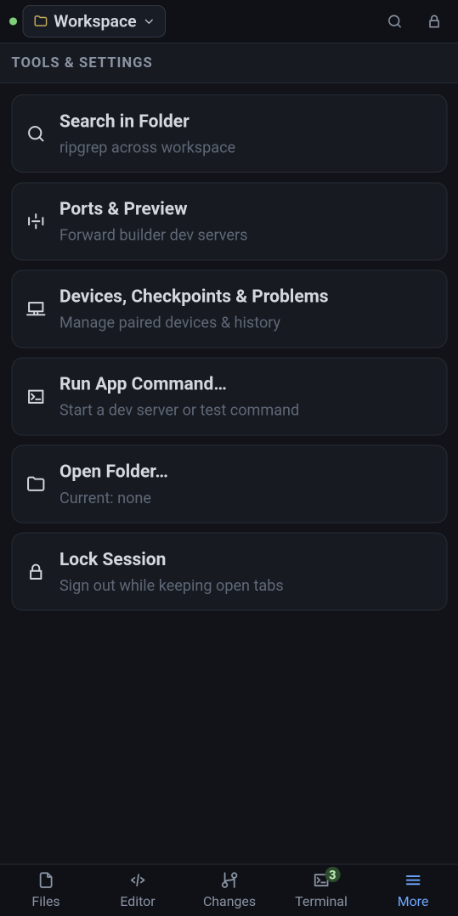 Workspace
TOOLS & SETTINGS
Search in Folder
ripgrep across workspace
Ports & Preview
Forward builder dev servers
Devices, Checkpoints & Problems
Manage paired devices & history
Run App Command…
Start a dev server or test command
Open Folder…
Current: none
Lock Session
Sign out while keeping open tabs
3
Files
Editor
Changes
Terminal
More